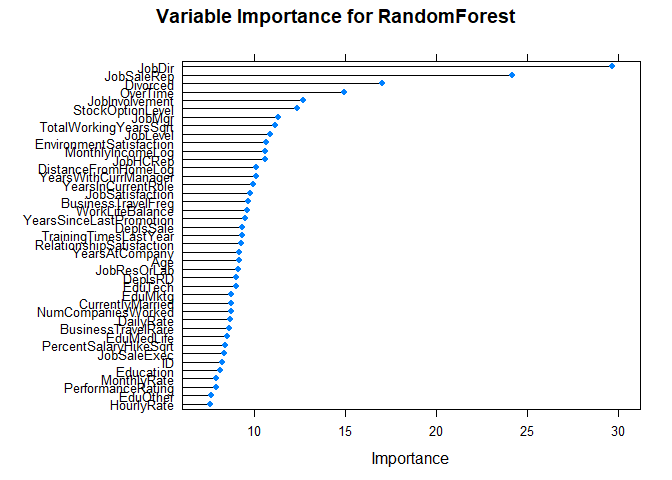 Variable Importance for RandomForest
JobDir
JobSaleRep
Divorced
OverTime
JobInvolvement
StockOptionLevel
JobMgr
TotalWorkingYearsSqrt
JobLevel
EnvironmentSatisfaction
MonthlyIncomeLog
JobHCRep
DistanceFromHomeLog
YearsWithCurrManager
YearsInCurrentRole
JobSatisfaction
BusinessTravelFreq
WorkLifeBalance
YearsSinceLastPromotion
DepIsSale
TrainingTimesLastYear
RelationshipSatisfaction
YearsAtCompany
Age
JobResOrLab
DepIsRD
EduTech
EduMktg
CurrentlyMarried
NumCompaniesWorked
DailyRate
BusinessTravelRare
EduMedLife
PercentSalaryHikeSqrt
JobSaleExec
ID
Education
MonthlyRate
PerformanceRating
EduOther
HourlyRate
10 15 20 25 30
Importance